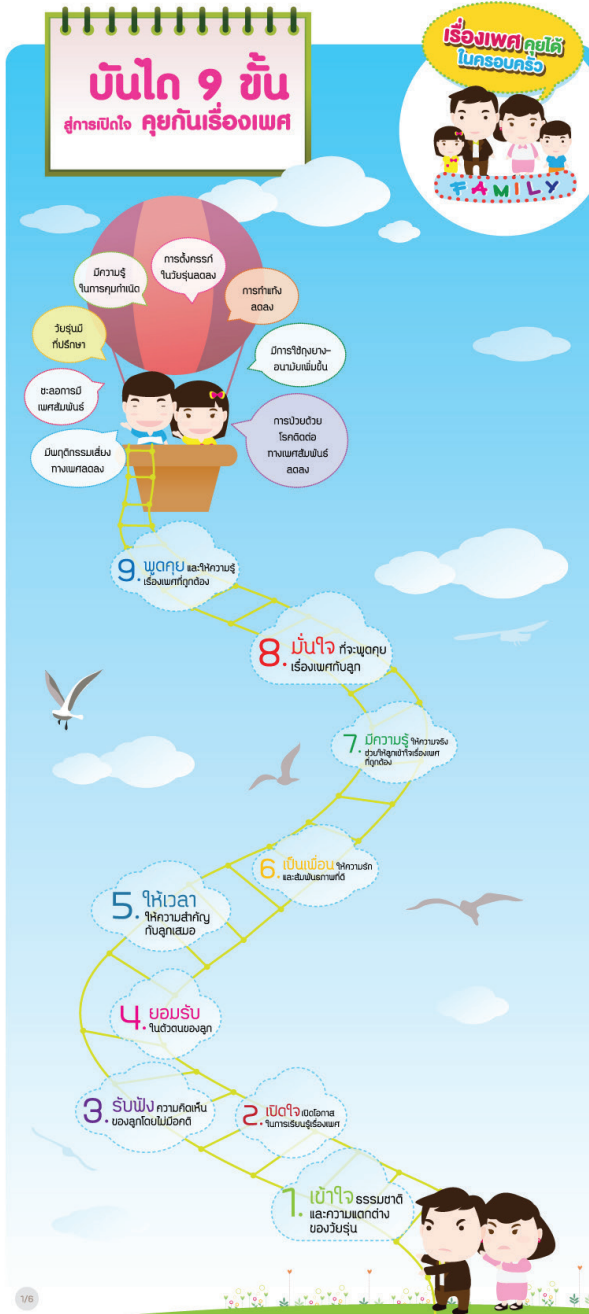 บันได 9 ขั้น
สู่การเปิดใจ คุยกันเรื่องเพศ
เรื่องเพศ คุยได้
ในครอบครัว
FAMILY
การตั้งครรภ์
ในวัยรุ่นลดลง
มีความรู้
ในการคุมกำเนิด
การทำแท้ง
ลดลง
วัยรุ่นมี
ที่ปรึกษา
มีการใช้ถุงยาง-
อนามัยเพิ่มขึ้น
ชะลอการมี
เพศสัมพันธ์
การป่วยด้วย
โรคติดต่อ
ทางเพศสัมพันธ์
ลดลง
มีพฤติกรรมเสี่ยง
ทางเพศลดลง
9. พูดคุย และให้ความรู้
เรื่องเพศที่ถูกต้อง
8. มั่นใจ ที่จะพูดคุย
เรื่องเพศกับลูก
7. มีความรู้ ให้ความจริง
ช่วยให้ลูกเข้าใจเรื่องเพศ
ที่ถูกต้อง
6. เป็นเพื่อน ให้ความรัก
และสัมพันธภาพที่ดี
5. ให้เวลา
ให้ความสำคัญ
กับลูกเสมอ
4. ยอมรับ
ในตัวตนของลูก
3. รับฟัง ความคิดเห็น
ของลูกโดยไม่มีอคติ
2. เปิดใจ เปิดโอกาส
ในการเรียนรู้เรื่องเพศ
1. เข้าใจ ธรรมชาติ
และความแตกต่าง
ของวัยรุ่น
1/6